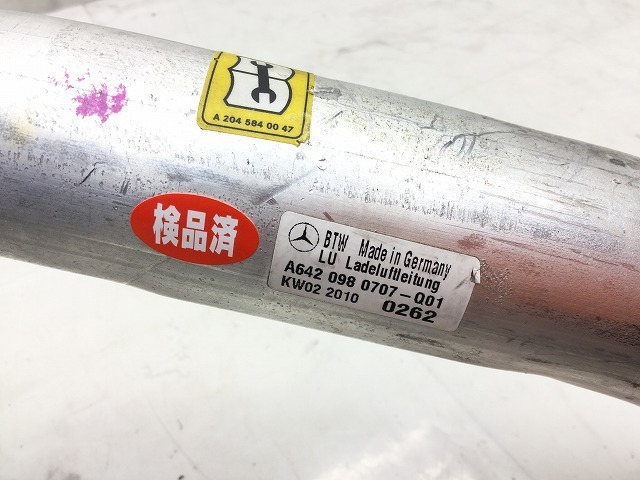 A 204 584 00 47
検品済
BTW Made in Germany
LU Ladeluftleitung
A642 098 0707-Q01
KW02 2010 0262